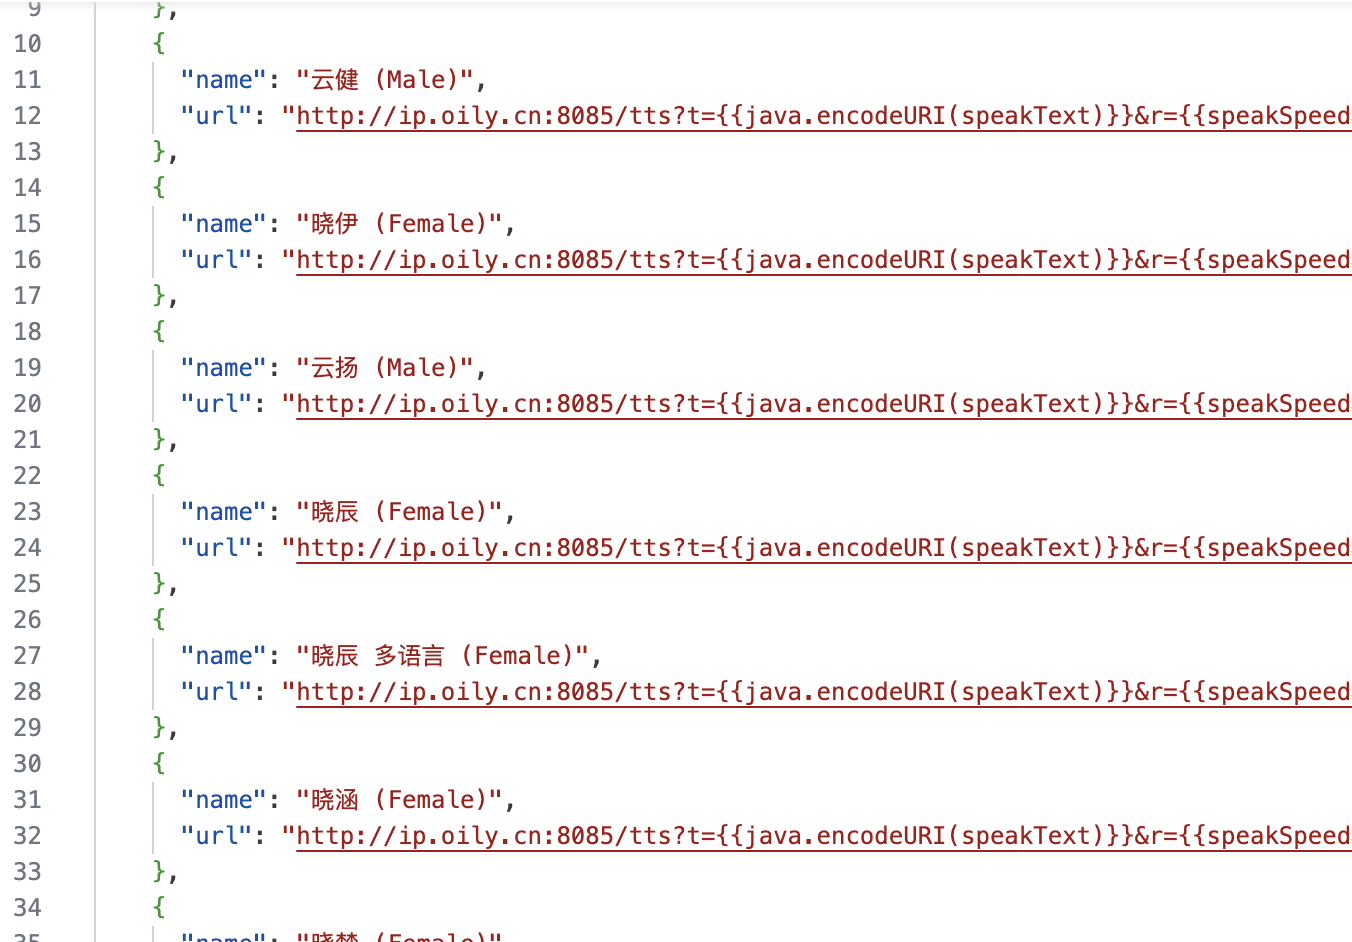 9 },
10 {
11 "name": "云健 (Male)",
12 "url": "http://ip.oily.cn:8085/tts?t={{java.encodeURI(speakText)}}&r={{speakSpeed
13 },
14 {
15 "name": "晓伊 (Female)",
16 "url": "http://ip.oily.cn:8085/tts?t={{java.encodeURI(speakText)}}&r={{speakSpeed
17 },
18 {
19 "name": "云扬 (Male)",
20 "url": "http://ip.oily.cn:8085/tts?t={{java.encodeURI(speakText)}}&r={{speakSpeed
21 },
22 {
23 "name": "晓辰 (Female)",
24 "url": "http://ip.oily.cn:8085/tts?t={{java.encodeURI(speakText)}}&r={{speakSpeed
25 },
26 {
27 "name": "晓辰 多语言 (Female)",
28 "url": "http://ip.oily.cn:8085/tts?t={{java.encodeURI(speakText)}}&r={{speakSpeed
29 },
30 {
31 "name": "晓涵 (Female)",
32 "url": "http://ip.oily.cn:8085/tts?t={{java.encodeURI(speakText)}}&r={{speakSpeed
33 },
34 {
35 "name": (Female)"